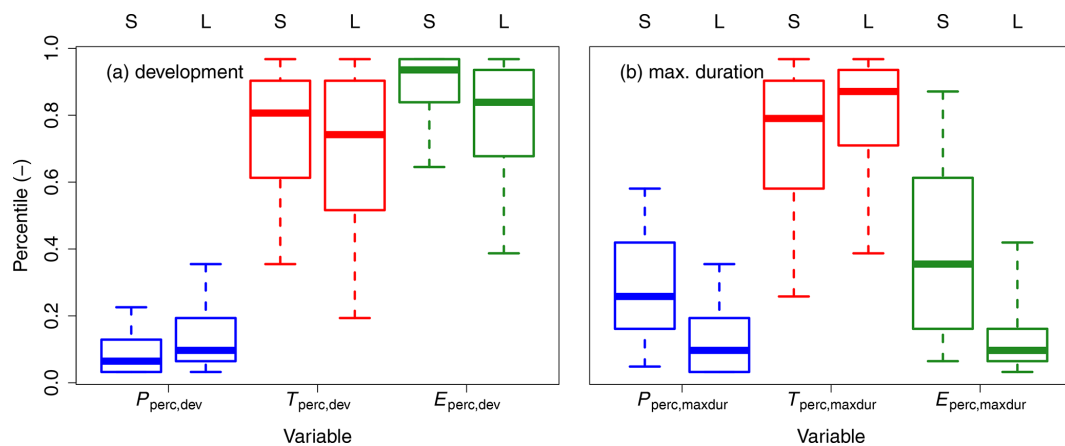 S L S L S L S L S L S L
(a) development
(b) max. duration
1.0
0.8
0.6
0.4
0.2
0.0
Percentile (−)
Pperc,dev Tperc,dev Eperc,dev Pperc,maxdur Tperc,maxdur Eperc,maxdur
Variable Variable